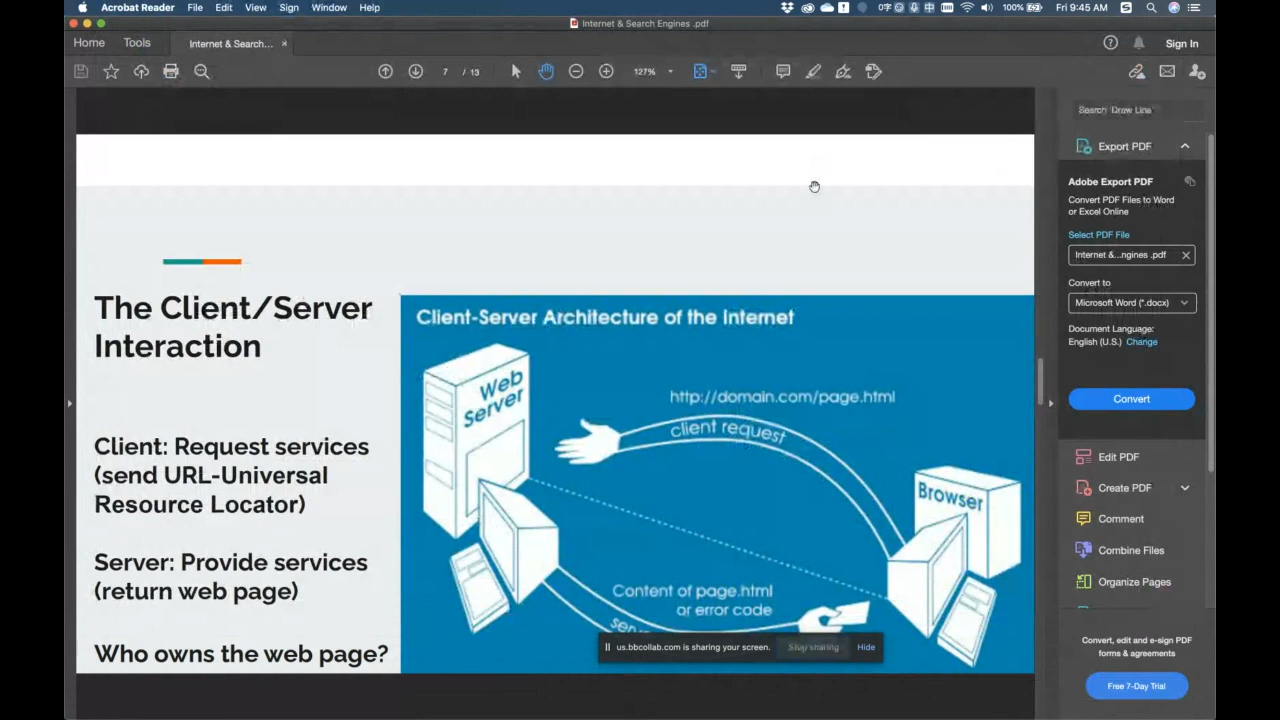 Acrobat Reader File Edit View Sign Window Help
100% Fri 9:45 AM
Internet & Search Engines .pdf
Home Tools Internet & Search... × Sign In
7 / 13 127%
Search 'Draw Line'
Export PDF
Adobe Export PDF
Convert PDF Files to Word
or Excel Online
Select PDF File
Internet &...ngines .pdf
Convert to
Microsoft Word (*.docx)
Document Language:
English (U.S.) Change
Convert
Edit PDF
Create PDF
Comment
Combine Files
Organize Pages
Convert, edit and e-sign PDF
forms & agreements
Free 7-Day Trial
The Client/Server
Interaction
Client: Request services
(send URL-Universal
Resource Locator)
Server: Provide services
(return web page)
Who owns the web page?
Client-Server Architecture of the Internet
Web
Server
http://domain.com/page.html
client request
Browser
Content of page.html
or error code
us.bbcollab.com is sharing your screen. Stop sharing Hide